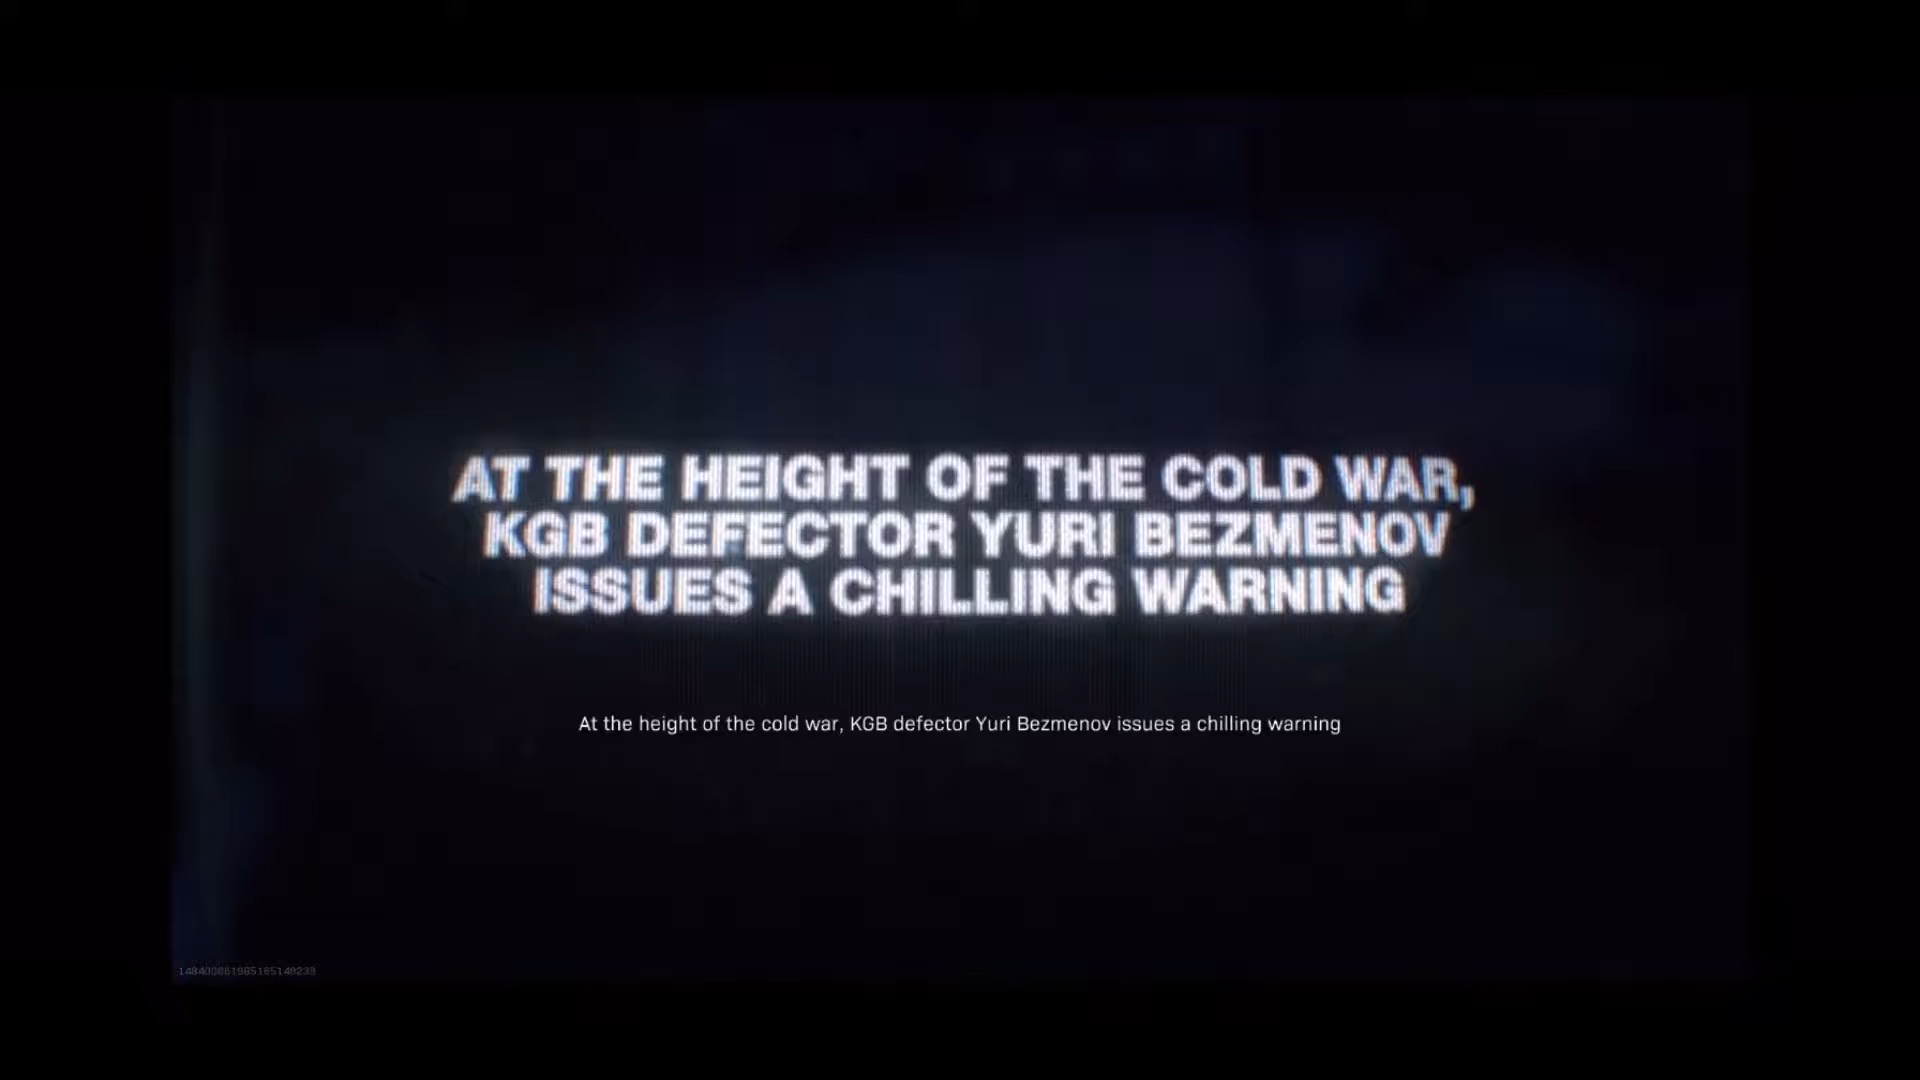 AT THE HEIGHT OF THE COLD WAR,
KGB DEFECTOR YURI BEZMENOV
ISSUES A CHILLING WARNING
At the height of the cold war, KGB defector Yuri Bezmenov issues a chilling warning